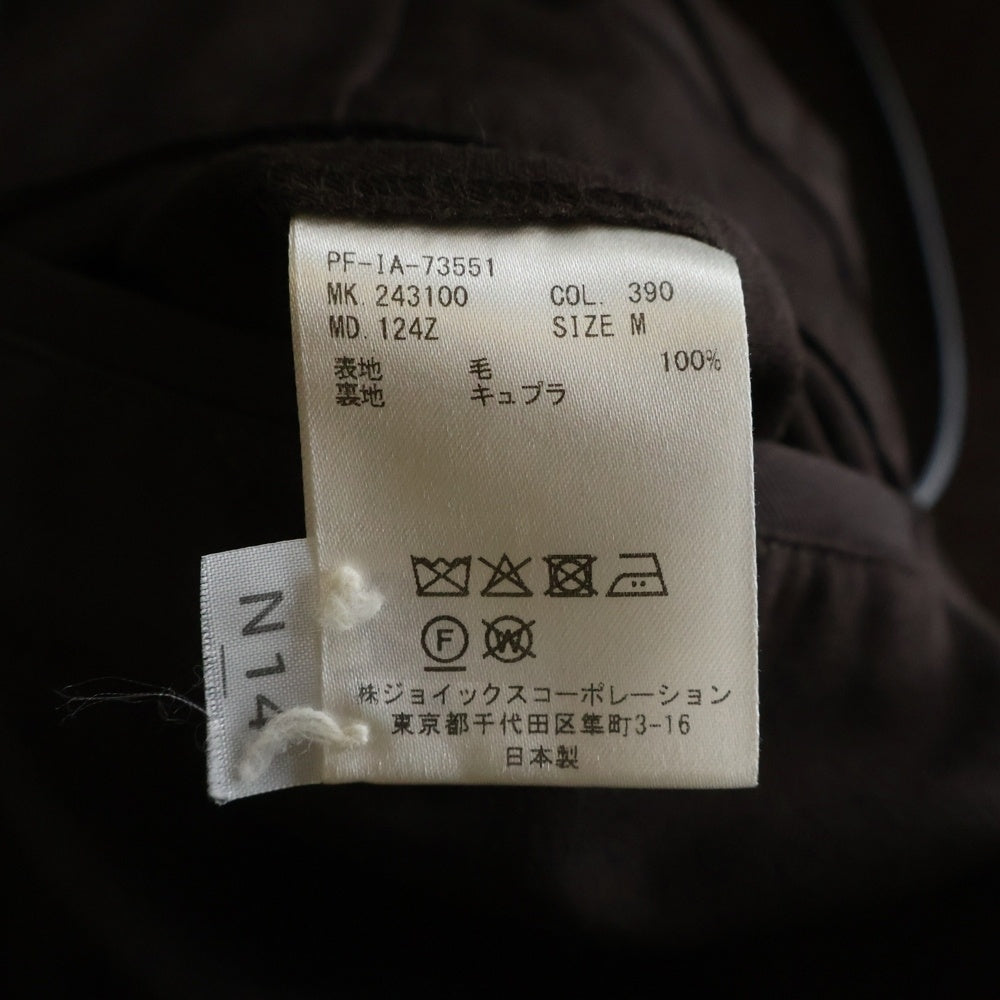 PF-IA-73551
MK. 243100 COL. 390
MD. 124Z SIZE M
表地 毛 100%
裏地 キュプラ
F W
㈱ジョイックスコーポレーション
東京都千代田区隼町3-16
日本製
N 14